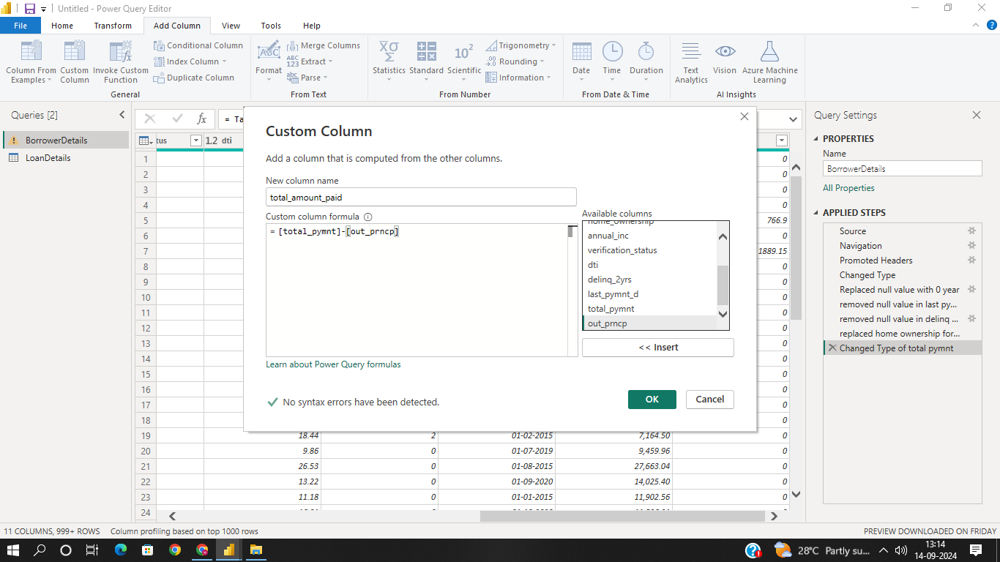 Untitled - Power Query Editor
File Home Transform Add Column View Tools Help
Column From Examples
Custom Column
Invoke Custom Function
Conditional Column
Index Column
Duplicate Column
General
ABC
Format
Merge Columns
ABC 123 Extract
abc Parse
From Text
XO Σ
Statistics
Standard
10² Scientific
Trigonometry
.00 Rounding
Information
From Number
Date
Time
Duration
From Date & Time
Text Analytics
Vision
Azure Machine Learning
AI Insights
Queries [2]
BorrowerDetails
LoanDetails
fx
= Ta
tus 1.2 dti
1 0
2 0
3 0
4 0
5 766.9
6 0
7 1889.15
8 0
9 0
10 0
11 0
12 0
13 0
14 0
15 0
16 0
17 0
18 0
19 18.44 2 01-02-2015 7,164.50 0
20 9.86 0 01-07-2019 9,459.96 0
21 26.53 0 01-08-2015 27,663.04 0
22 13.22 0 01-09-2020 14,025.40 0
23 11.18 0 01-01-2015 11,902.56 0
24
Custom Column
Add a column that is computed from the other columns.
New column name
total_amount_paid
Custom column formula
= [total_pymnt]-[out_prncp]
Available columns
home_ownership
annual_inc
verification_status
dti
delinq_2yrs
last_pymnt_d
total_pymnt
out_prncp
<< Insert
Learn about Power Query formulas
No syntax errors have been detected.
OK
Cancel
Query Settings
PROPERTIES
Name
BorrowerDetails
All Properties
APPLIED STEPS
Source
Navigation
Promoted Headers
Changed Type
Replaced null value with 0 year
removed null value in last py...
removed null value in delinq ...
replaced home ownership for...
Changed Type of total pymnt
11 COLUMNS, 999+ ROWS Column profiling based on top 1000 rows
PREVIEW DOWNLOADED ON FRIDAY
28°C Partly su...
13:14
14-09-2024